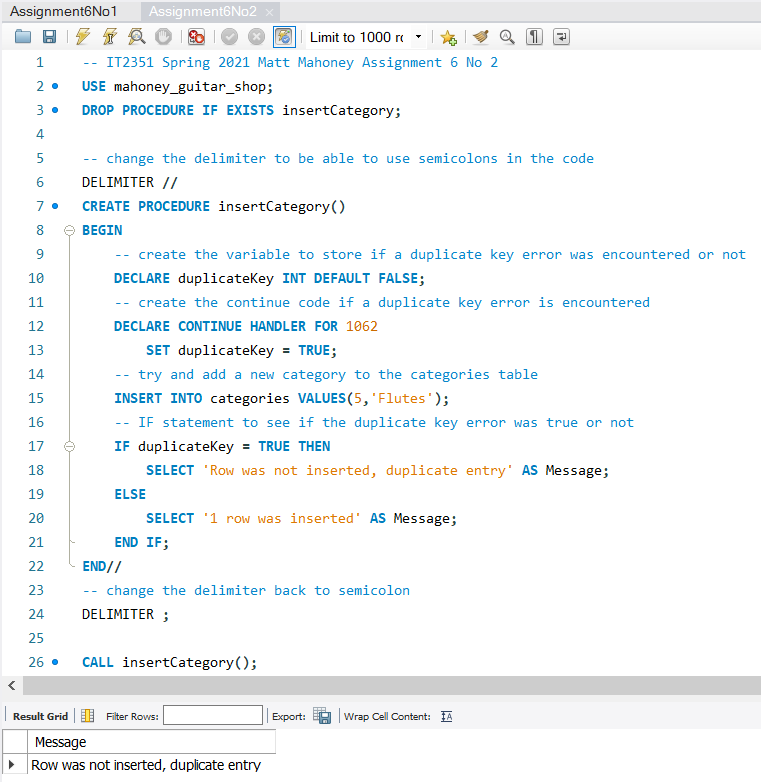 Assignment6No1 Assignment6No2
Limit to 1000 rc
1 -- IT2351 Spring 2021 Matt Mahoney Assignment 6 No 2
2 USE mahoney_guitar_shop;
3 DROP PROCEDURE IF EXISTS insertCategory;
4
5 -- change the delimiter to be able to use semicolons in the code
6 DELIMITER //
7 CREATE PROCEDURE insertCategory()
8 BEGIN
9 -- create the variable to store if a duplicate key error was encountered or not
10 DECLARE duplicateKey INT DEFAULT FALSE;
11 -- create the continue code if a duplicate key error is encountered
12 DECLARE CONTINUE HANDLER FOR 1062
13 SET duplicateKey = TRUE;
14 -- try and add a new category to the categories table
15 INSERT INTO categories VALUES(5,'Flutes');
16 -- IF statement to see if the duplicate key error was true or not
17 IF duplicateKey = TRUE THEN
18 SELECT 'Row was not inserted, duplicate entry' AS Message;
19 ELSE
20 SELECT '1 row was inserted' AS Message;
21 END IF;
22 END//
23 -- change the delimiter back to semicolon
24 DELIMITER ;
25
26 CALL insertCategory();
Result Grid Filter Rows: Export: Wrap Cell Content:
Message
Row was not inserted, duplicate entry